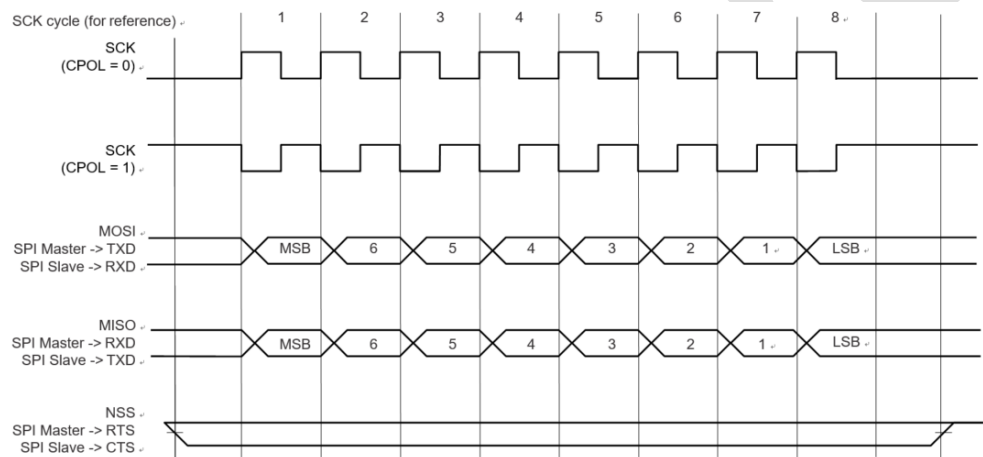 SCK cycle (for reference) 1 2 3 4 5 6 7 8
SCK
(CPOL = 0)
SCK
(CPOL = 1)
MOSI
SPI Master -> TXD
SPI Slave -> RXD
MSB 6 5 4 3 2 1 LSB
MISO
SPI Master -> RXD
SPI Slave -> TXD
MSB 6 5 4 3 2 1 LSB
NSS
SPI Master -> RTS
SPI Slave -> CTS